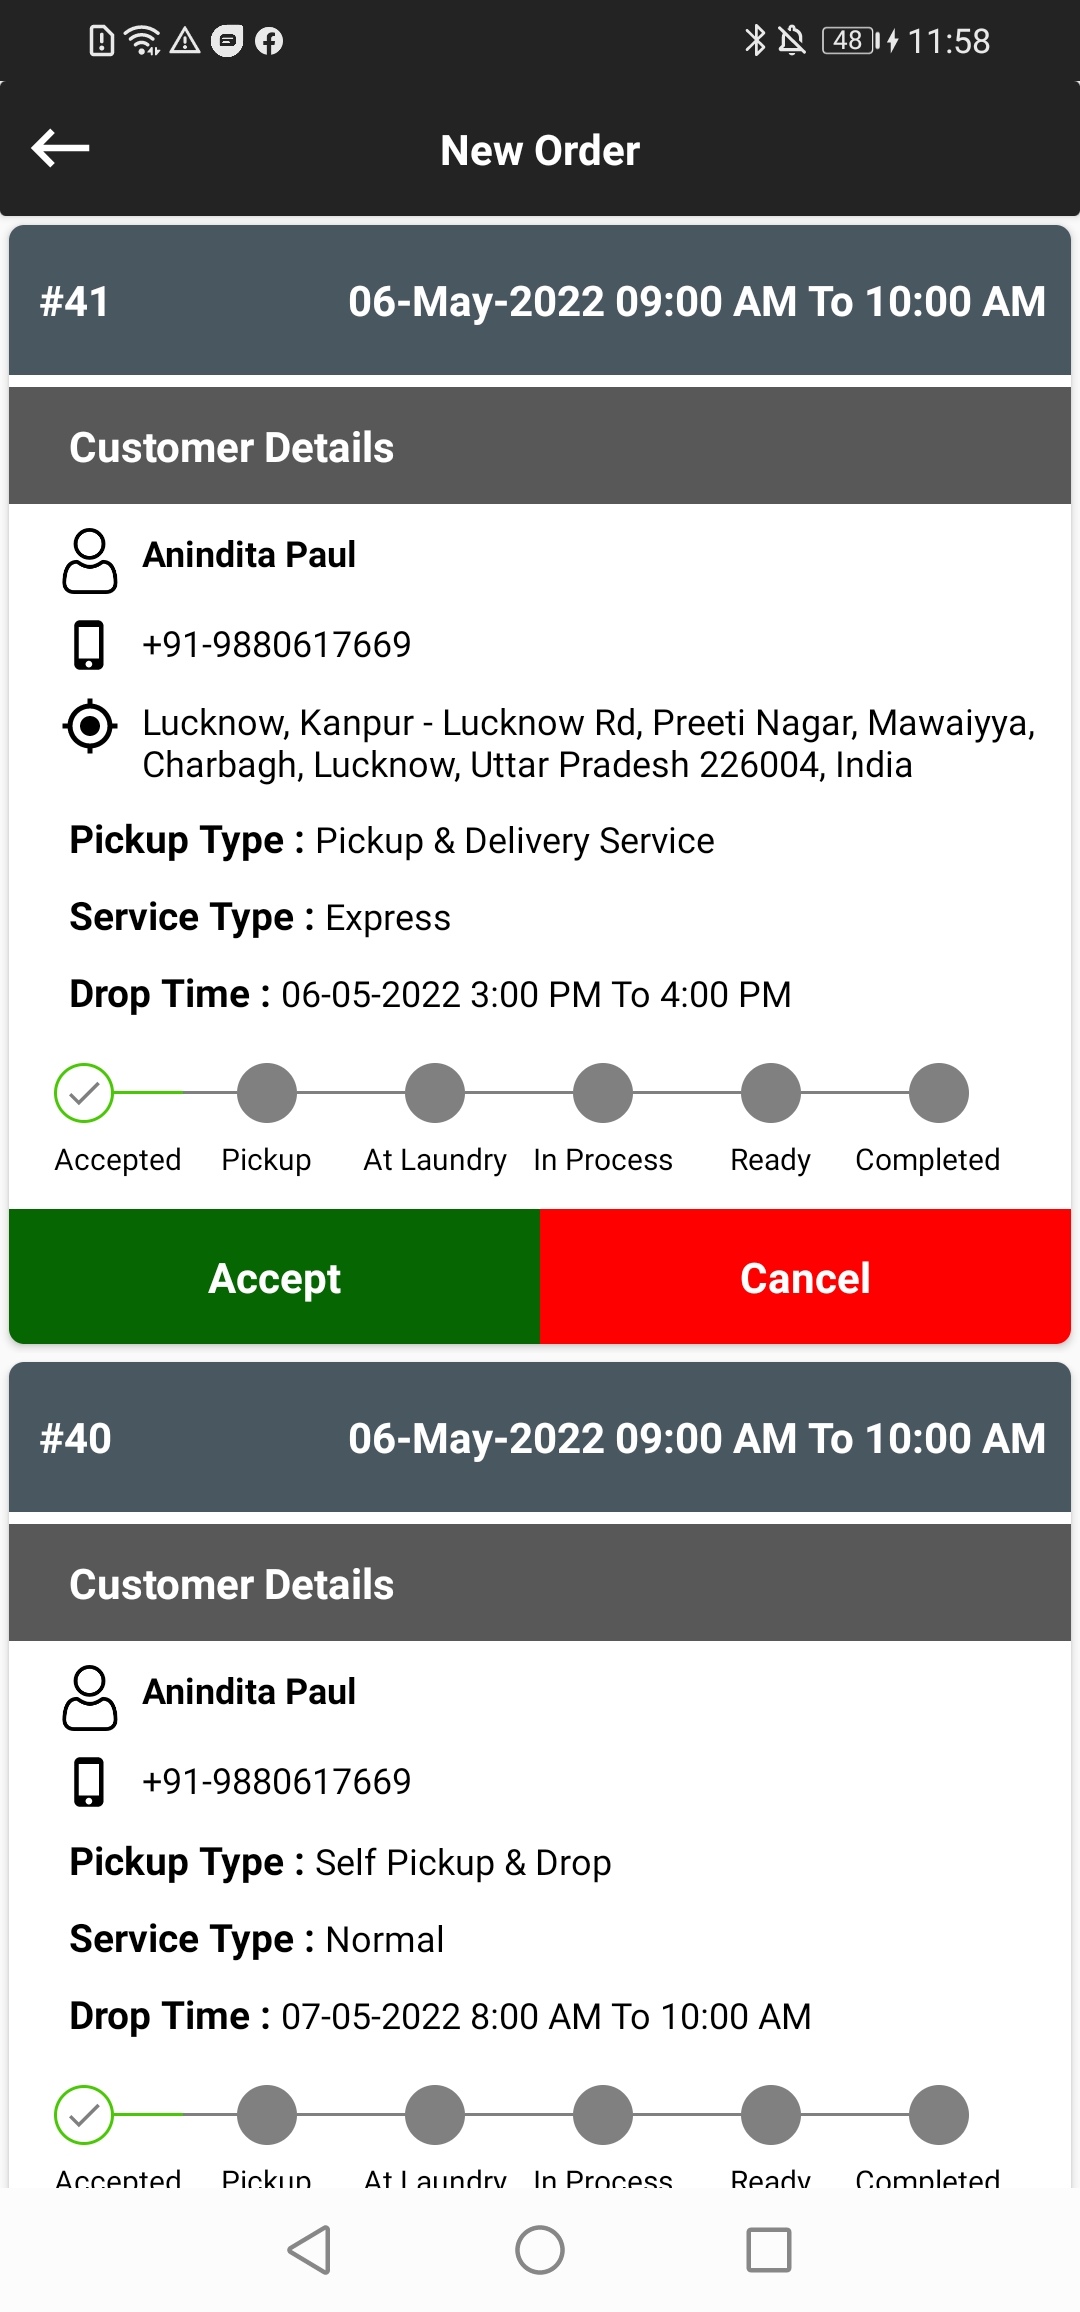 48 11:58
New Order
#41 06-May-2022 09:00 AM To 10:00 AM
Customer Details
Anindita Paul
+91-9880617669
Lucknow, Kanpur - Lucknow Rd, Preeti Nagar, Mawaiyya,
Charbagh, Lucknow, Uttar Pradesh 226004, India
Pickup Type : Pickup & Delivery Service
Service Type : Express
Drop Time : 06-05-2022 3:00 PM To 4:00 PM
Accepted Pickup At Laundry In Process Ready Completed
Accept Cancel
#40 06-May-2022 09:00 AM To 10:00 AM
Customer Details
Anindita Paul
+91-9880617669
Pickup Type : Self Pickup & Drop
Service Type : Normal
Drop Time : 07-05-2022 8:00 AM To 10:00 AM
Accepted Pickup At Laundry In Process Ready Completed